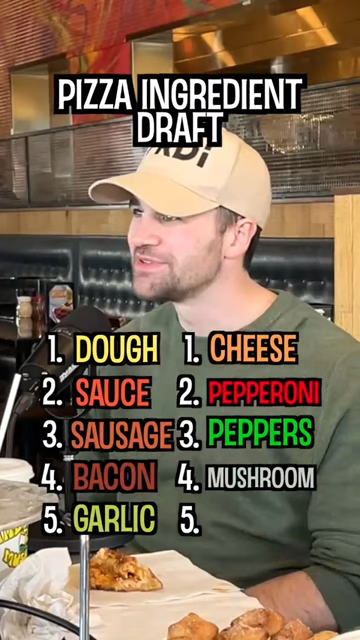 PIZZA INGREDIENT
DRAFT
1. DOUGH 1. CHEESE
2. SAUCE 2. PEPPERONI
3. SAUSAGE 3. PEPPERS
4. BACON 4. MUSHROOM
5. GARLIC 5.